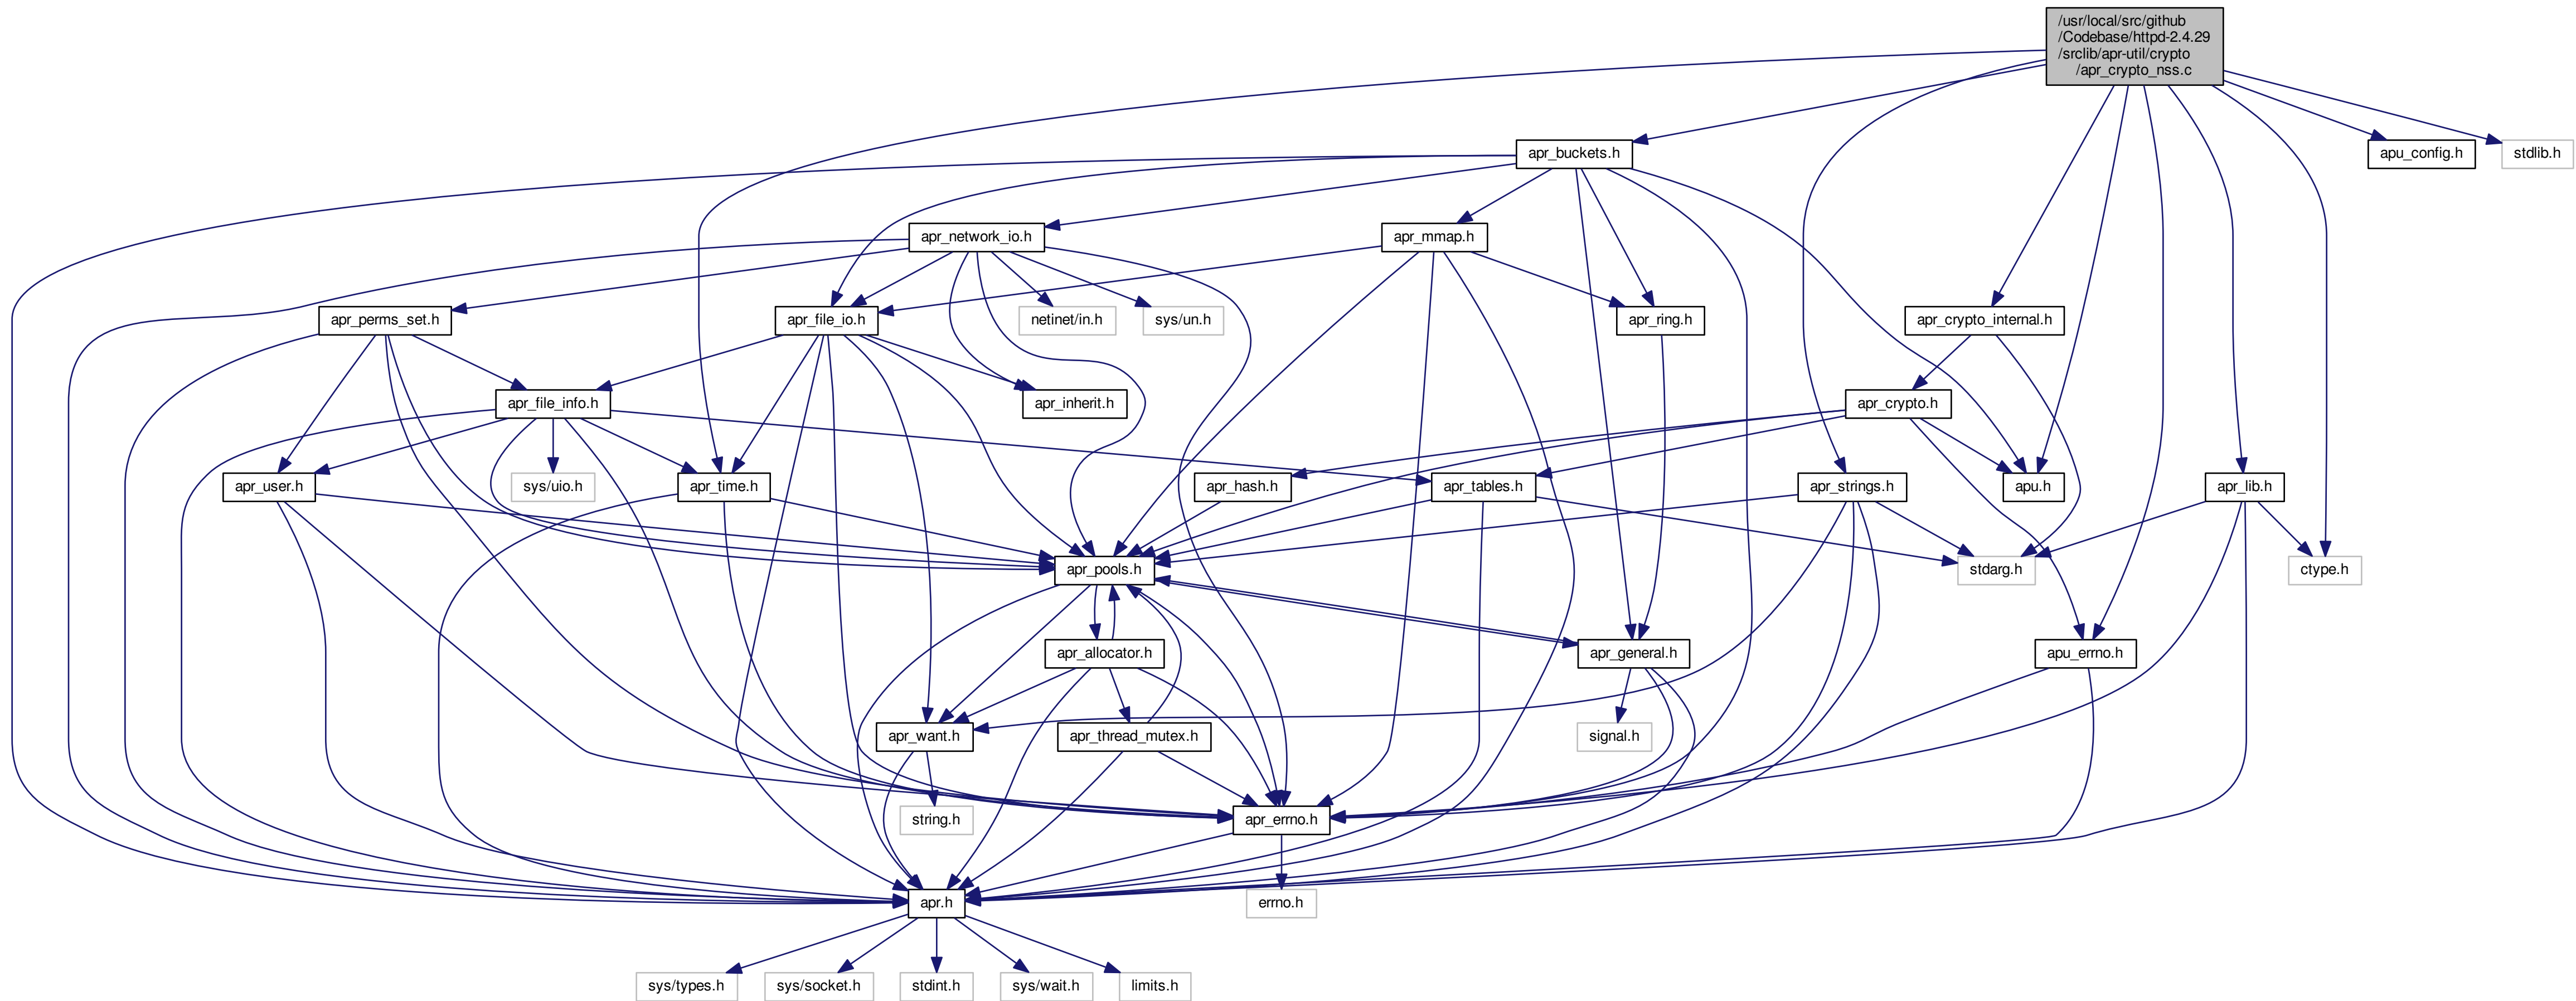 /usr/local/src/github
/Codebase/httpd-2.4.29
/srclib/apr-util/crypto
/apr_crypto_nss.c
apr_buckets.h
apu_config.h
stdlib.h
apr_network_io.h
apr_mmap.h
apr_perms_set.h
apr_file_io.h
netinet/in.h
sys/un.h
apr_ring.h
apr_crypto_internal.h
apr_file_info.h
apr_inherit.h
apr_crypto.h
apr_user.h
sys/uio.h
apr_time.h
apr_hash.h
apr_tables.h
apr_strings.h
apu.h
apr_lib.h
apr_pools.h
stdarg.h
ctype.h
apr_allocator.h
apr_general.h
apu_errno.h
apr_want.h
apr_thread_mutex.h
signal.h
string.h
apr_errno.h
apr.h
errno.h
sys/types.h
sys/socket.h
stdint.h
sys/wait.h
limits.h